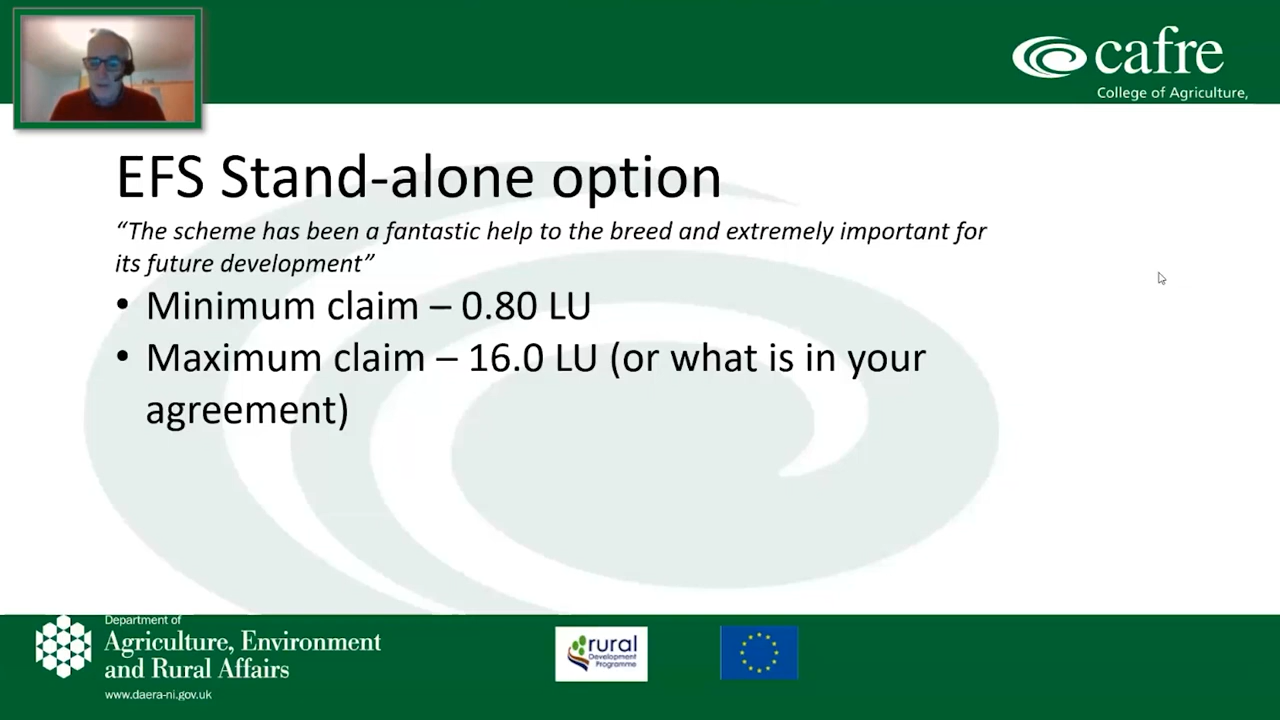 cafre
College of Agriculture,
EFS Stand-alone option
“The scheme has been a fantastic help to the breed and extremely important for
its future development”
• Minimum claim – 0.80 LU
• Maximum claim – 16.0 LU (or what is in your
agreement)
Department of
Agriculture, Environment
and Rural Affairs
www.daera-ni.gov.uk
rural
Development
Programme